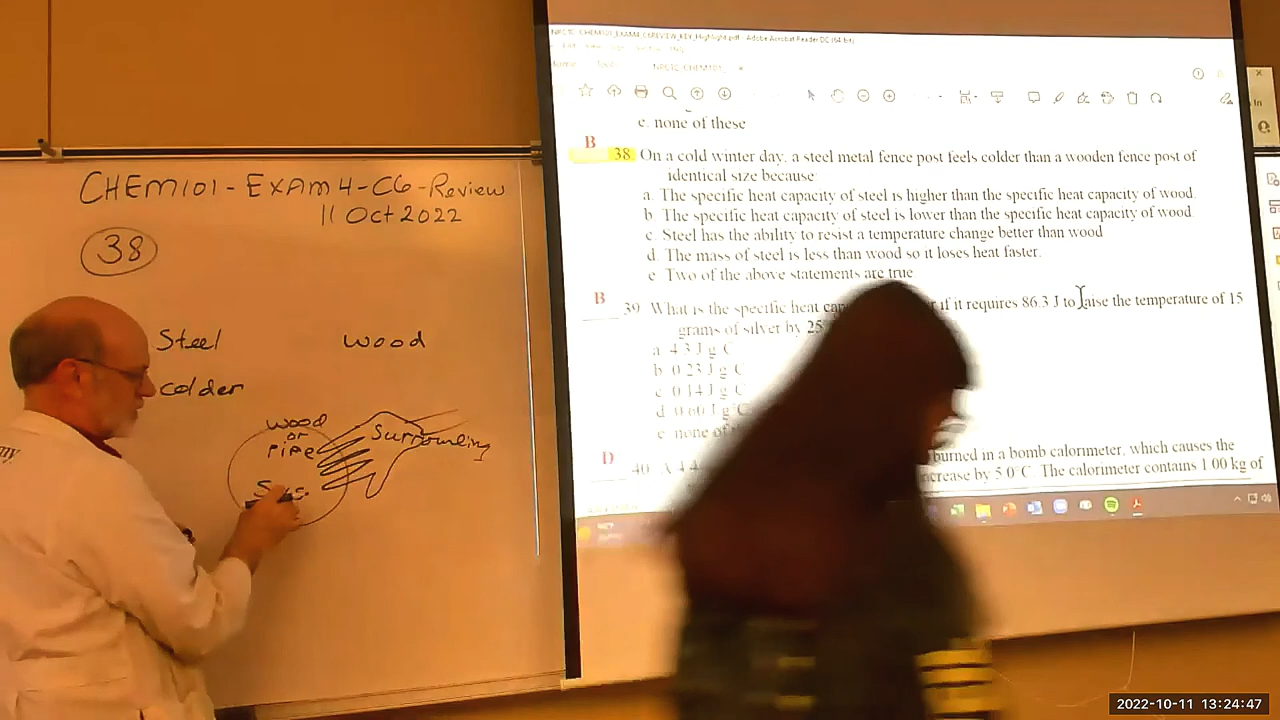 CHEM101-EXAM4-C6-Review
11 Oct 2022
38
Steel wood
colder
wood
or
PiPe
Surrounding
Sys.
e. none of these
B
38 On a cold winter day, a steel metal fence post feels colder than a wooden fence post of
identical size because:
a. The specific heat capacity of steel is higher than the specific heat capacity of wood.
b. The specific heat capacity of steel is lower than the specific heat capacity of wood.
c. Steel has the ability to resist a temperature change better than wood
d. The mass of steel is less than wood so it loses heat faster.
e. Two of the above statements are true
B
39 What is the specific heat if it requires 86.3 J to raise the temperature of 15
grams of silver by 25
a. 4.3 J g C
b. 0.23 J g C
c. 0.14 J g C
d. 0.60 J g C
e. none of
D
40 A 4.4 burned in a bomb calorimeter, which causes the
increase by 5.0°C. The calorimeter contains 1.00 kg of
2022-10-11 13:24:47